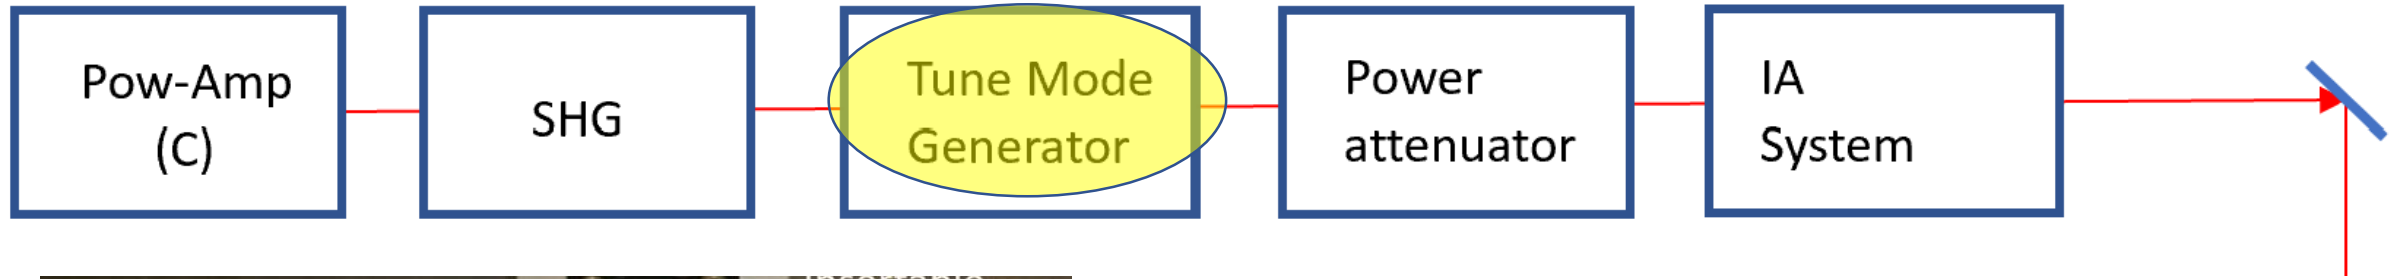 Pow-Amp
(C)
SHG
Tune Mode
Generator
Power
attenuator
IA
System